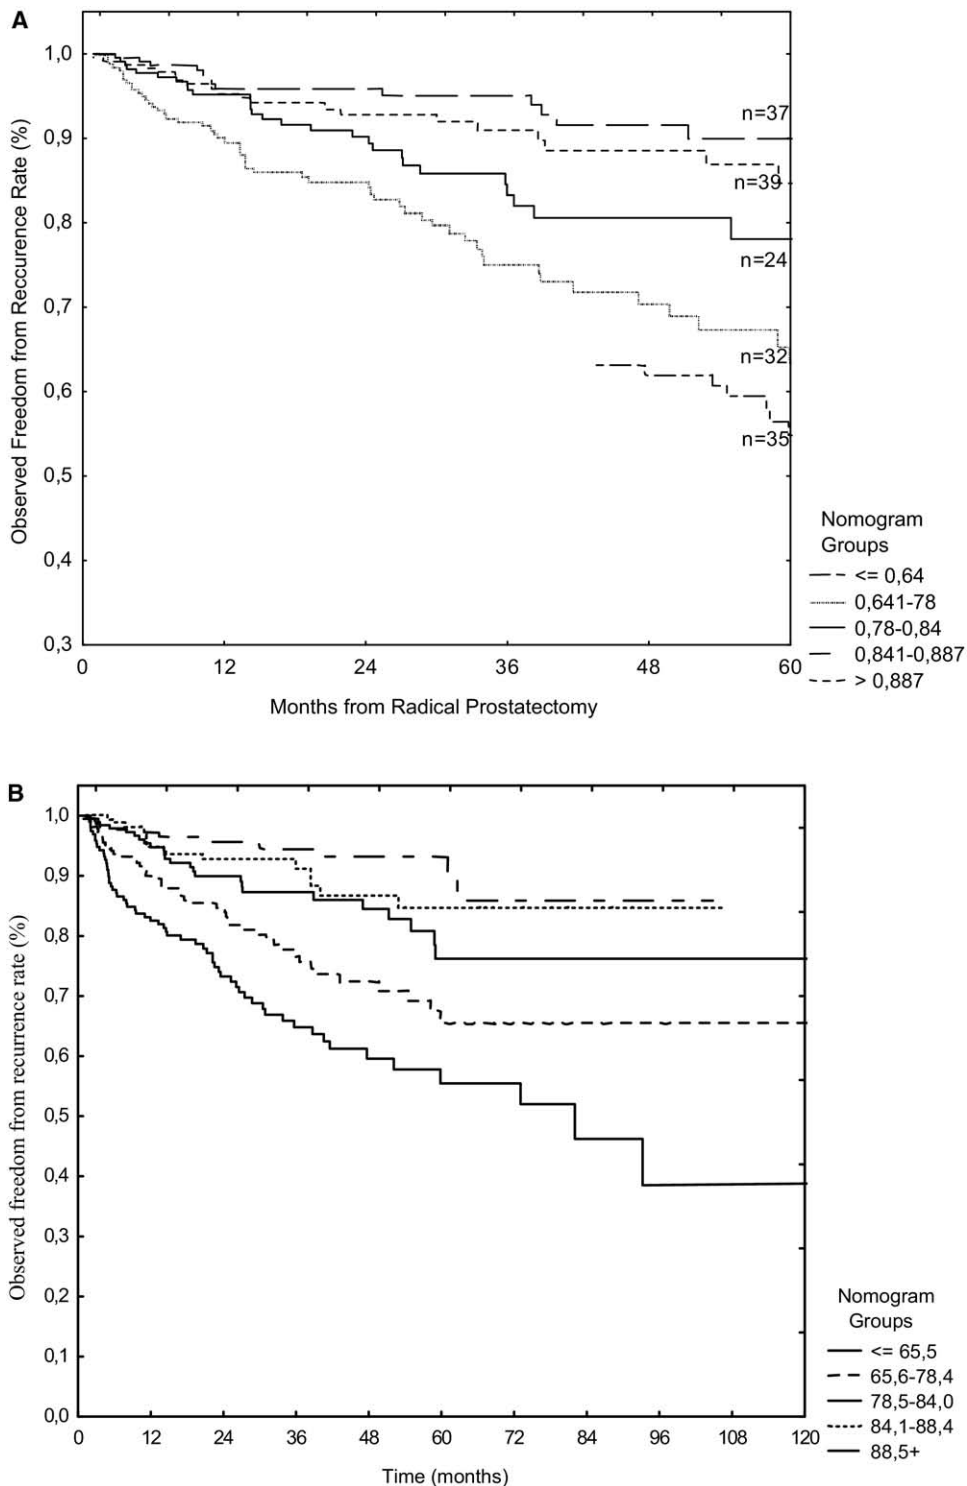 A
Observed Freedom from Reccurence Rate (%)
1,0
0,9
0,8
0,7
0,6
0,5
0,4
0,3
n=37
n=39
n=24
n=32
n=35
0 12 24 36 48 60
Months from Radical Prostatectomy
Nomogram
Groups
<= 0,64
0,641-78
0,78-0,84
0,841-0,887
> 0,887
B
Observed freedom from recurrence rate (%)
1,0
0,9
0,8
0,7
0,6
0,5
0,4
0,3
0,2
0,1
0,0
0 12 24 36 48 60 72 84 96 108 120
Time (months)
Nomogram
Groups
<= 65,5
65,6-78,4
78,5-84,0
84,1-88,4
88,5+